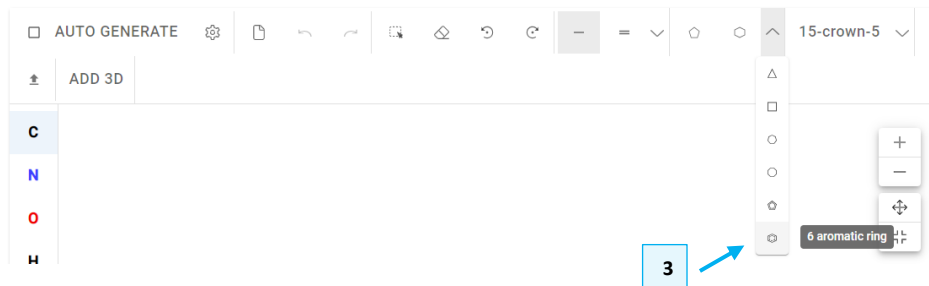 AUTO GENERATE 15-crown-5
ADD 3D
C
N
O
H
6 aromatic ring
3